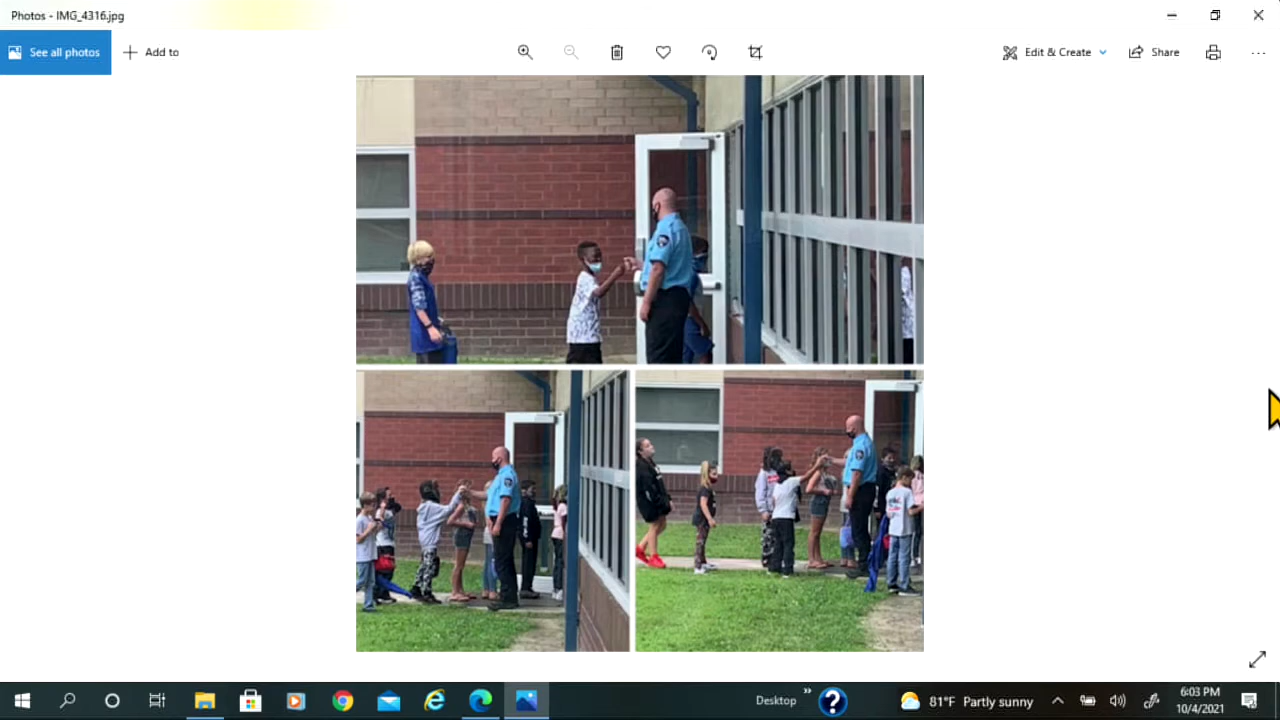 Photos - IMG_4316.jpg
See all photos
Add to
Edit & Create
Share
Desktop
81°F Partly sunny
6:03 PM
10/4/2021